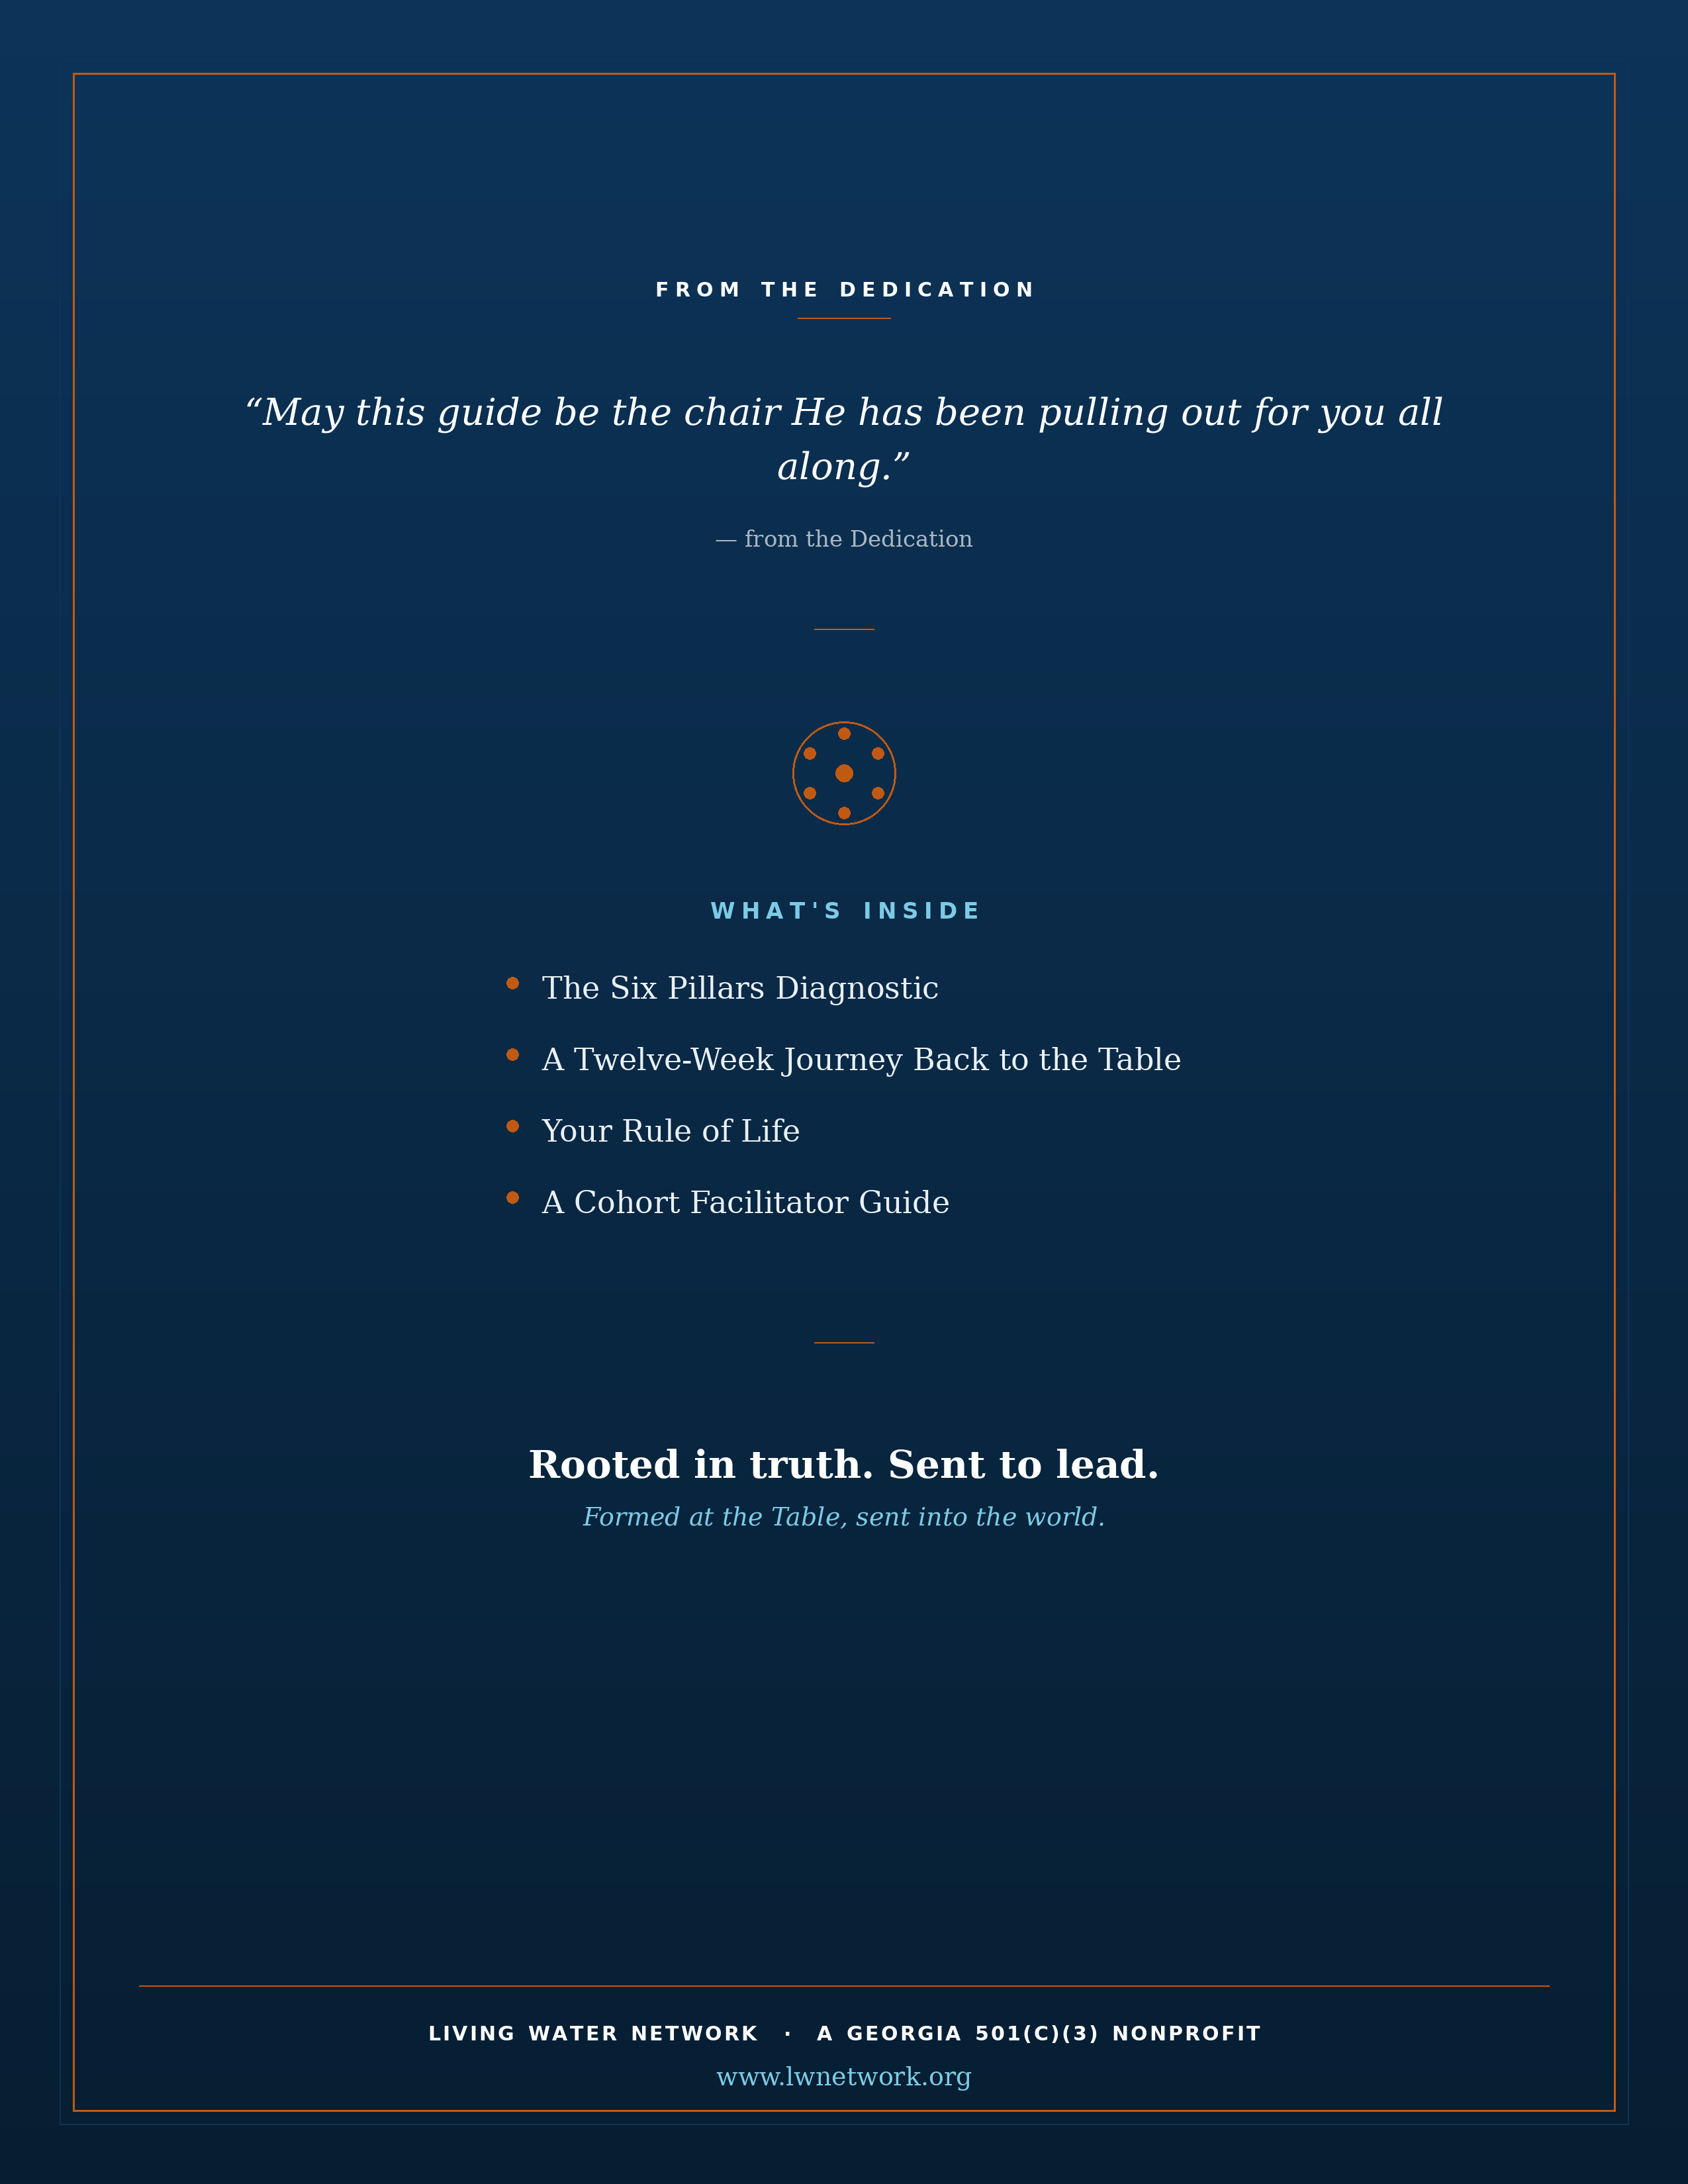 FROM THE DEDICATION
“May this guide be the chair He has been pulling out for you all
along.”
— from the Dedication
WHAT'S INSIDE
• The Six Pillars Diagnostic
• A Twelve-Week Journey Back to the Table
• Your Rule of Life
• A Cohort Facilitator Guide
Rooted in truth. Sent to lead.
Formed at the Table, sent into the world.
LIVING WATER NETWORK · A GEORGIA 501(C)(3) NONPROFIT
www.lwnetwork.org